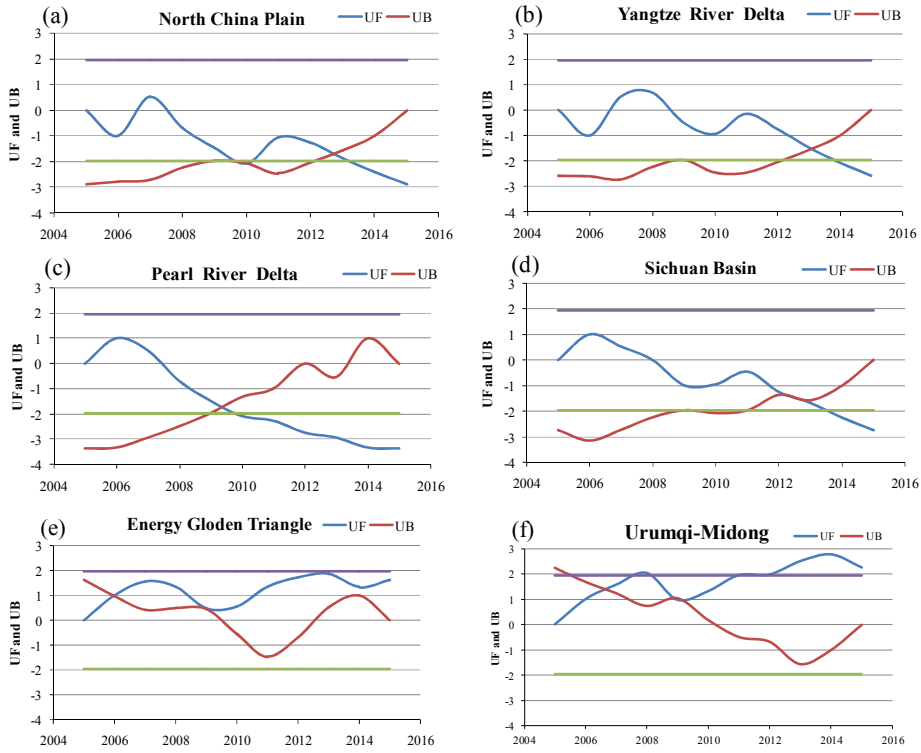 (a) North China Plain UF UB
3
2
1
0
-1
-2
-3
-4
UF and UB
2004 2006 2008 2010 2012 2014 2016
(b) Yangtze River Delta UF UB
3
2
1
0
-1
-2
-3
-4
UF and UB
2004 2006 2008 2010 2012 2014 2016
(c) Pearl River Delta UF UB
3
2
1
0
-1
-2
-3
-4
UF and UB
2004 2006 2008 2010 2012 2014 2016
(d) Sichuan Basin UF UB
3
2
1
0
-1
-2
-3
-4
UF and UB
2004 2006 2008 2010 2012 2014 2016
(e) Energy Gloden Triangle UF UB
3
2
1
0
-1
-2
-3
-4
UF and UB
2004 2006 2008 2010 2012 2014 2016
(f) Urumqi-Midong UF UB
3
2
1
0
-1
-2
-3
-4
UF and UB
2004 2006 2008 2010 2012 2014 2016